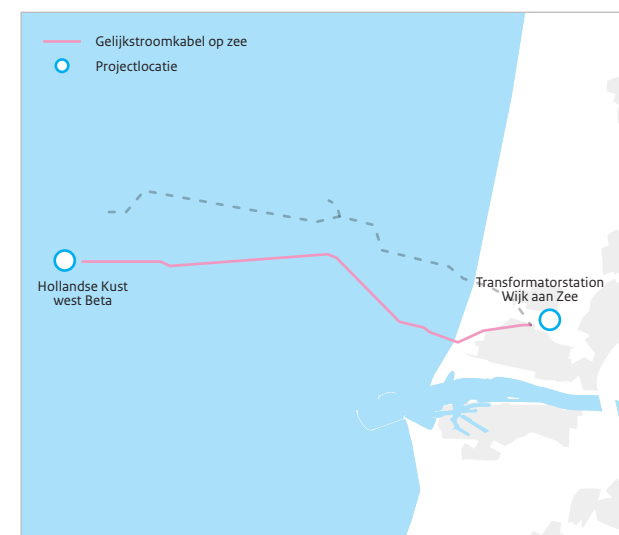 Gelijkstroomkabel op zee
Projectlocatie
Hollandse Kust
west Beta
Transformatorstation
Wijk aan Zee